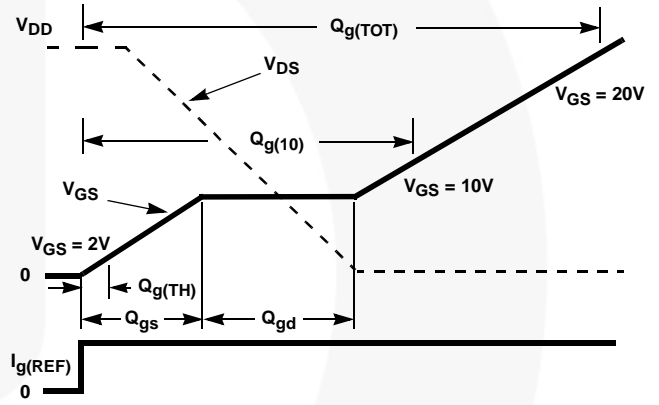 V_DD
Q_g(TOT)
V_DS
V_GS = 20V
Q_g(10)
V_GS
V_GS = 10V
V_GS = 2V
0
Q_g(TH)
Q_gs
Q_gd
I_g(REF)
0